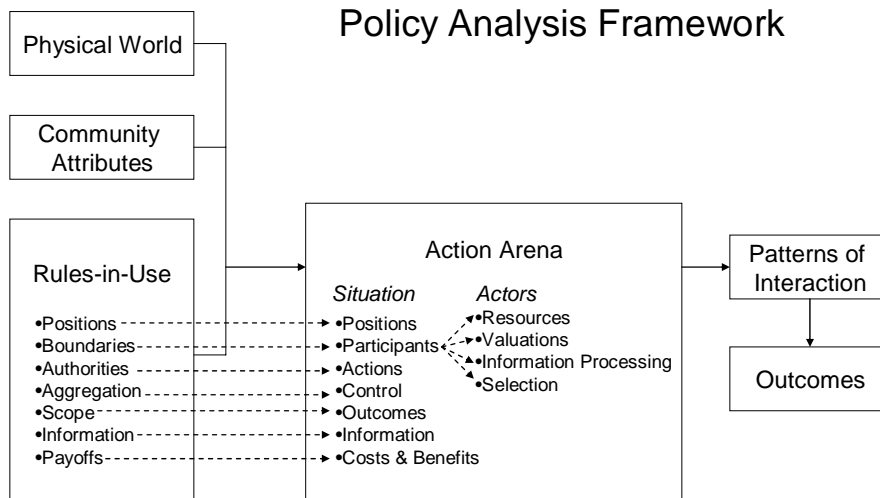 Policy Analysis Framework
Physical World
Community
Attributes
Rules-in-Use
•Positions
•Boundaries
•Authorities
•Aggregation
•Scope
•Information
•Payoffs
Action Arena
Situation
•Positions
•Participants
•Actions
•Control
•Outcomes
•Information
•Costs & Benefits
Actors
•Resources
•Valuations
•Information Processing
•Selection
Patterns of
Interaction
Outcomes